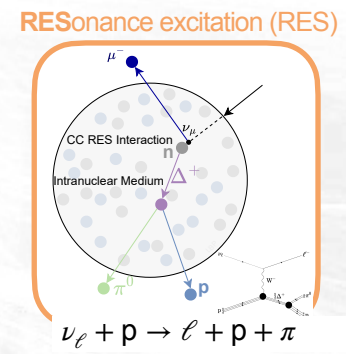 RESonance excitation (RES)
μ⁻
ν_μ
CC RES Interaction
n
Δ⁺
Intranuclear Medium
π⁰
p
ν_ℓ + p → ℓ + p + π